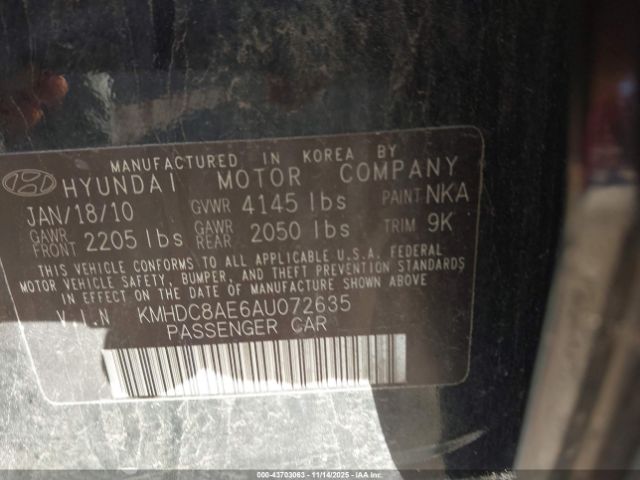 MANUFACTURED IN KOREA BY
HYUNDAI MOTOR COMPANY
JAN/18/10 GVWR 4145 lbs PAINT NKA
GAWR FRONT 2205 lbs GAWR REAR 2050 lbs TRIM 9K
THIS VEHICLE CONFORMS TO ALL APPLICABLE U.S.A. FEDERAL
MOTOR VEHICLE SAFETY, BUMPER, AND THEFT PREVENTION STANDARDS
IN EFFECT ON THE DATE OF MANUFACTURE SHOWN ABOVE
V.I.N KMHDC8AE6AU072635
PASSENGER CAR
000-43703063 - 11/14/2025 - IAA, Inc.